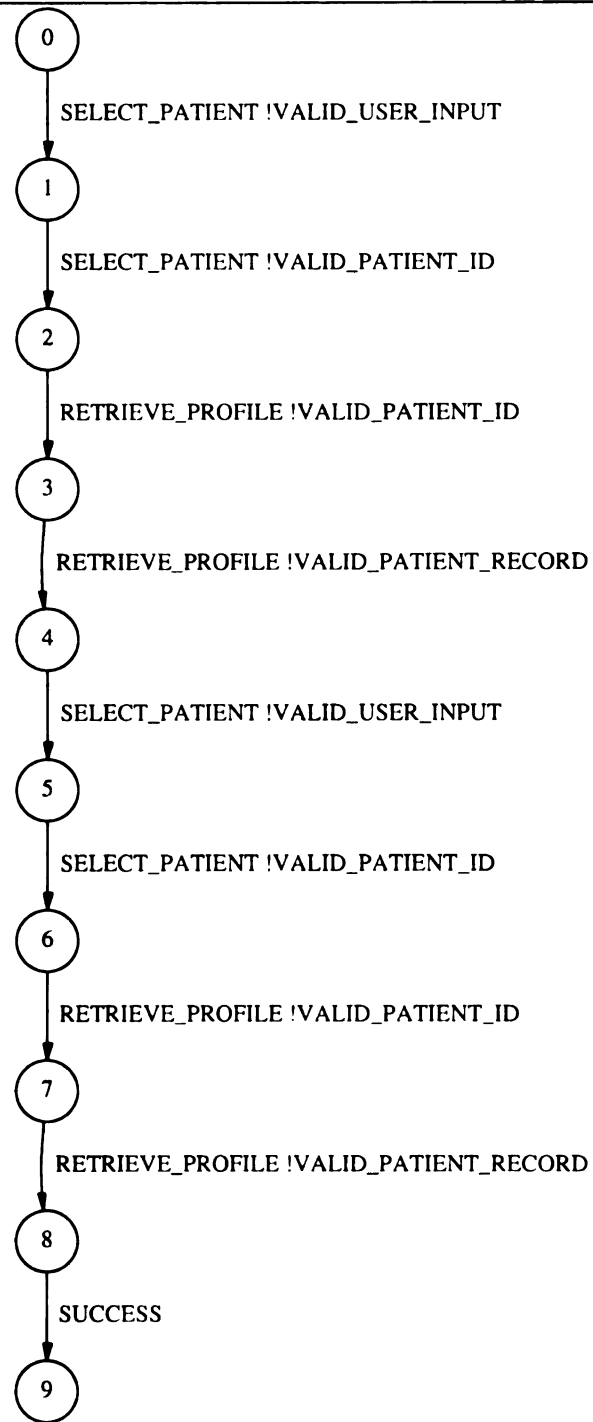 0
SELECT_PATIENT !VALID_USER_INPUT
1
SELECT_PATIENT !VALID_PATIENT_ID
2
RETRIEVE_PROFILE !VALID_PATIENT_ID
3
RETRIEVE_PROFILE !VALID_PATIENT_RECORD
4
SELECT_PATIENT !VALID_USER_INPUT
5
SELECT_PATIENT !VALID_PATIENT_ID
6
RETRIEVE_PROFILE !VALID_PATIENT_ID
7
RETRIEVE_PROFILE !VALID_PATIENT_RECORD
8
SUCCESS
9